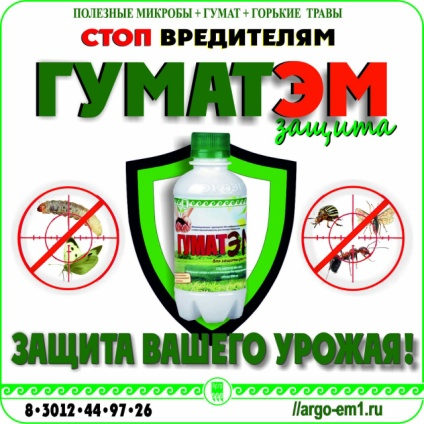 ПОЛЕЗНЫЕ МИКРОБЫ + ГУМАТ + ГОРЬКИЕ ТРАВЫ
СТОП ВРЕДИТЕЛЯМ
ГУМАТЭМ
защита
ГУМАТЭМ
ЗАЩИТА ВАШЕГО УРОЖАЯ!
8•3012•44•97•26
//argo-em1.ru